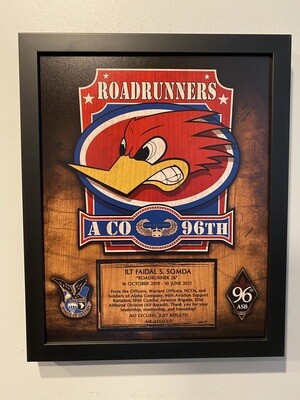 ROADRUNNERS
A CO 96TH
1LT FAIDAL S. SOMDA
"ROADRUNNER 26"
16 OCTOBER 2019 - 10 JUNE 2021
From the Officers, Warrant Officers, NCOs, and
Soldiers of Alpha Company, 96th Aviation Support
Battalion, 101st Combat Aviation Brigade, 101st
Airborne Division (Air Assault). Thank you for your
leadership, mentorship, and friendship!
NO EXCUSES, JUST RESULTS!
AIR ASSAULT!
96
ASB